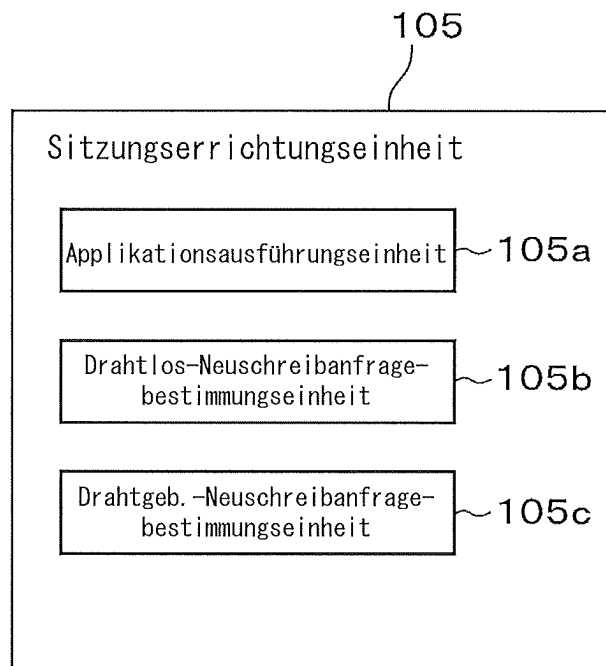 105
Sitzungserrichtungseinheit
Applikationsausführungseinheit
105a
Drahtlos-Neuschreibanfrage-
bestimmungseinheit
105b
Drahtgeb.-Neuschreibanfrage-
bestimmungseinheit
105c